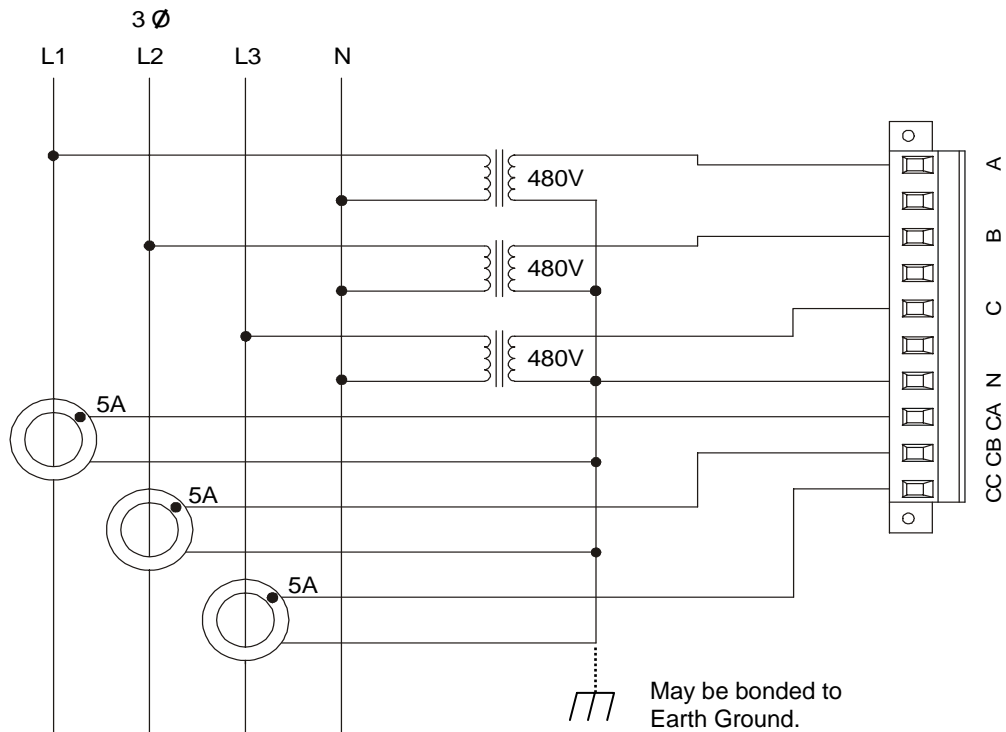 3 Ø
L1 L2 L3 N
480V
A
B
480V
C
480V
N
5A
CA
CB
5A
CC
5A
May be bonded to
Earth Ground.